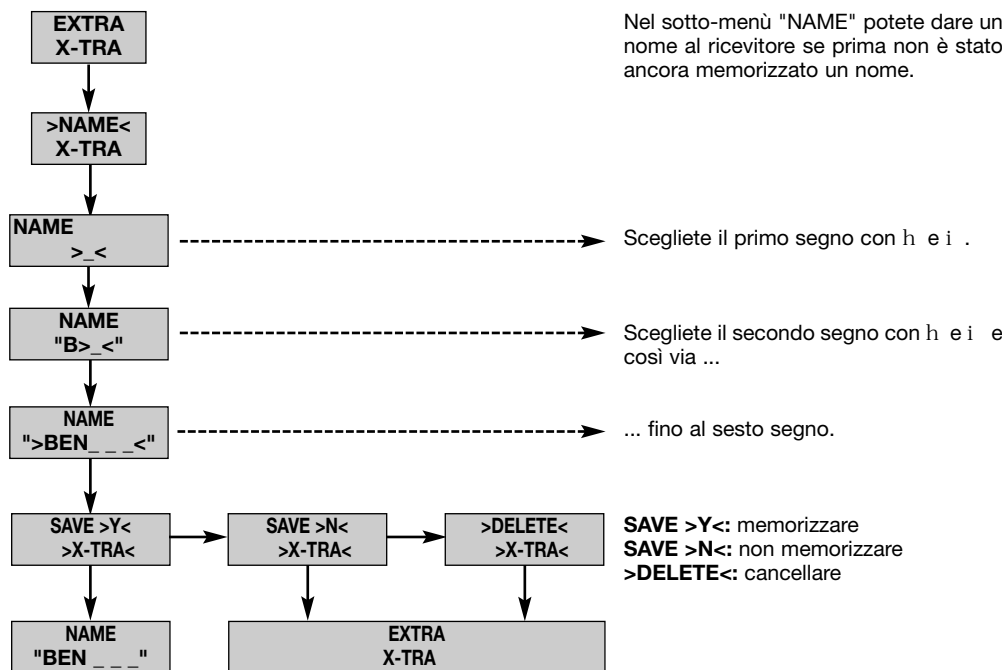 EXTRA
X-TRA
Nel sotto-menù "NAME" potete dare un
nome al ricevitore se prima non è stato
ancora memorizzato un nome.
>NAME<
X-TRA
NAME
>_<
Scegliete il primo segno con h e i .
NAME
"B>_<"
Scegliete il secondo segno con h e i e
così via ...
NAME
">BEN_ _ _<"
... fino al sesto segno.
SAVE >Y<
>X-TRA<
SAVE >N<
>X-TRA<
>DELETE<
>X-TRA<
SAVE >Y<: memorizzare
SAVE >N<: non memorizzare
>DELETE<: cancellare
NAME
"BEN _ _ _"
EXTRA
X-TRA